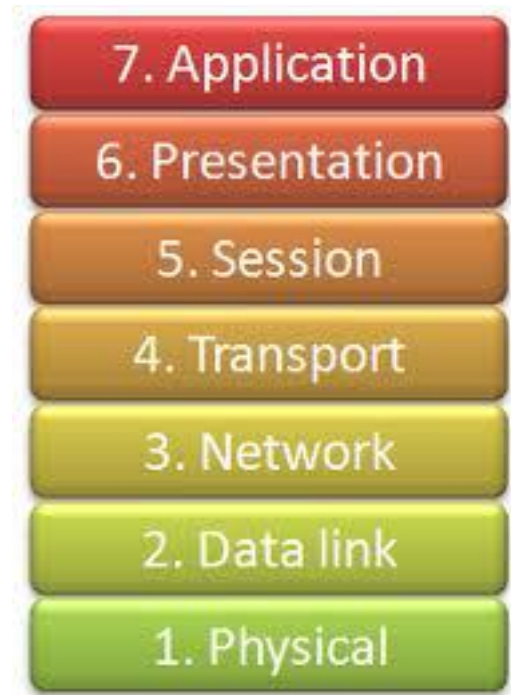 7. Application
6. Presentation
5. Session
4. Transport
3. Network
2. Data link
1. Physical